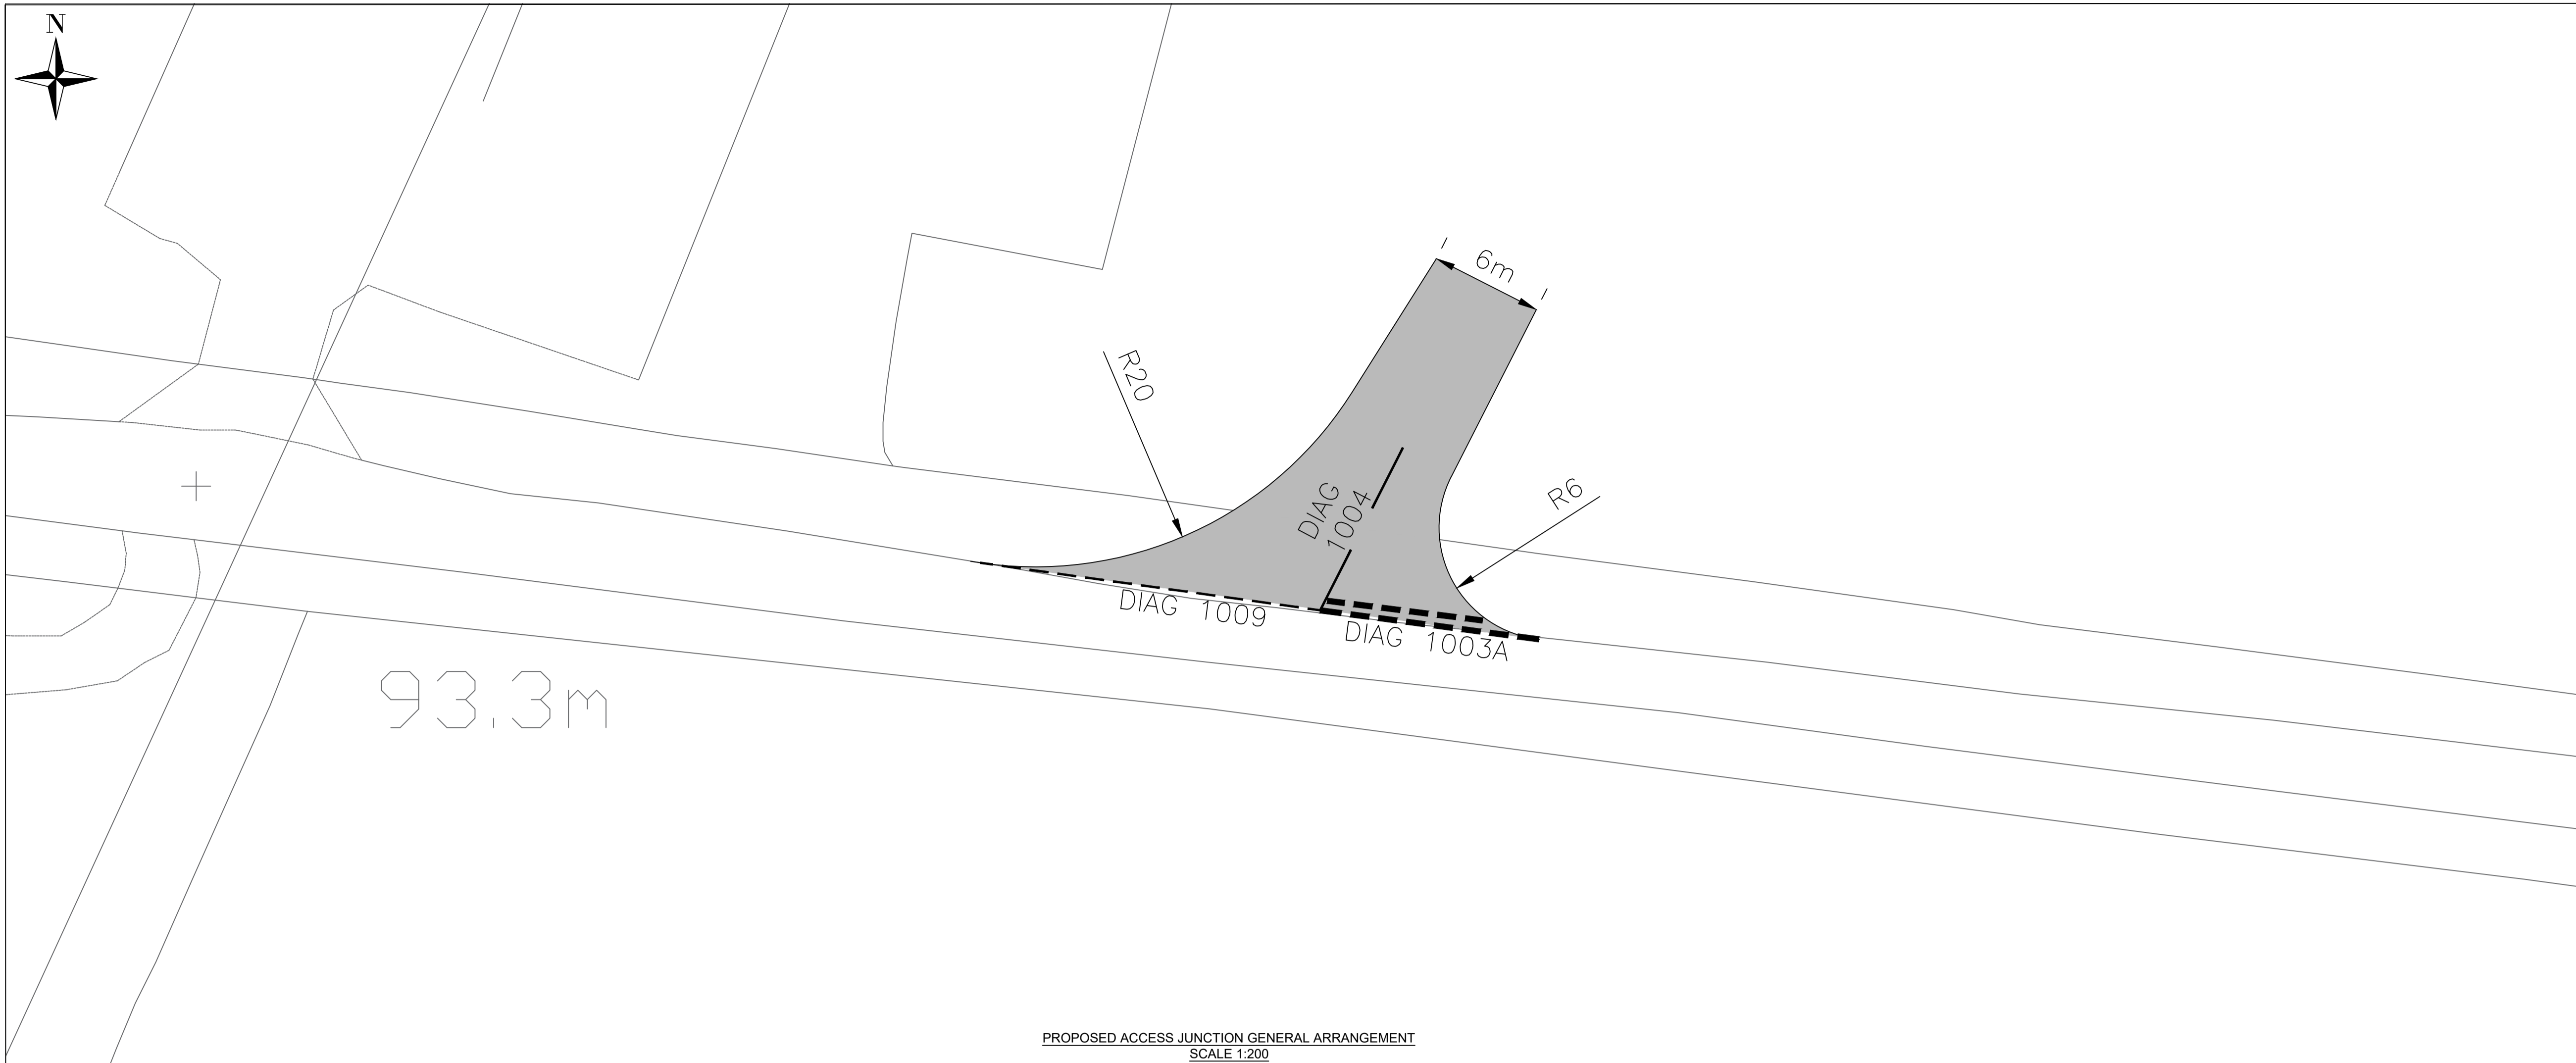 N
6m
R20
R6
DIAG
1004
DIAG 1009
DIAG 1003A
93.3m
PROPOSED ACCESS JUNCTION GENERAL ARRANGEMENT
SCALE 1:200